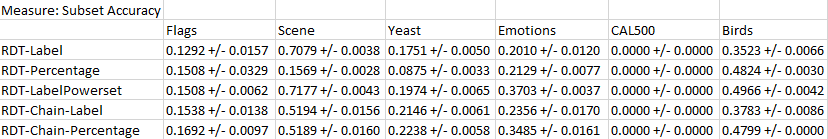 Measure: Subset Accuracy
Flags Scene Yeast Emotions CAL500 Birds
RDT-Label 0.1292 +/- 0.0157 0.7079 +/- 0.0038 0.1751 +/- 0.0050 0.2010 +/- 0.0120 0.0000 +/- 0.0000 0.3523 +/- 0.0066
RDT-Percentage 0.1508 +/- 0.0329 0.1569 +/- 0.0028 0.0875 +/- 0.0033 0.2129 +/- 0.0077 0.0000 +/- 0.0000 0.4824 +/- 0.0030
RDT-LabelPowerset 0.1508 +/- 0.0062 0.7177 +/- 0.0043 0.1974 +/- 0.0065 0.3703 +/- 0.0037 0.0000 +/- 0.0000 0.4966 +/- 0.0042
RDT-Chain-Label 0.1538 +/- 0.0138 0.5194 +/- 0.0156 0.2146 +/- 0.0061 0.2356 +/- 0.0170 0.0000 +/- 0.0000 0.3783 +/- 0.0086
RDT-Chain-Percentage 0.1692 +/- 0.0097 0.5189 +/- 0.0160 0.2238 +/- 0.0058 0.3485 +/- 0.0161 0.0000 +/- 0.0000 0.4799 +/- 0.0000